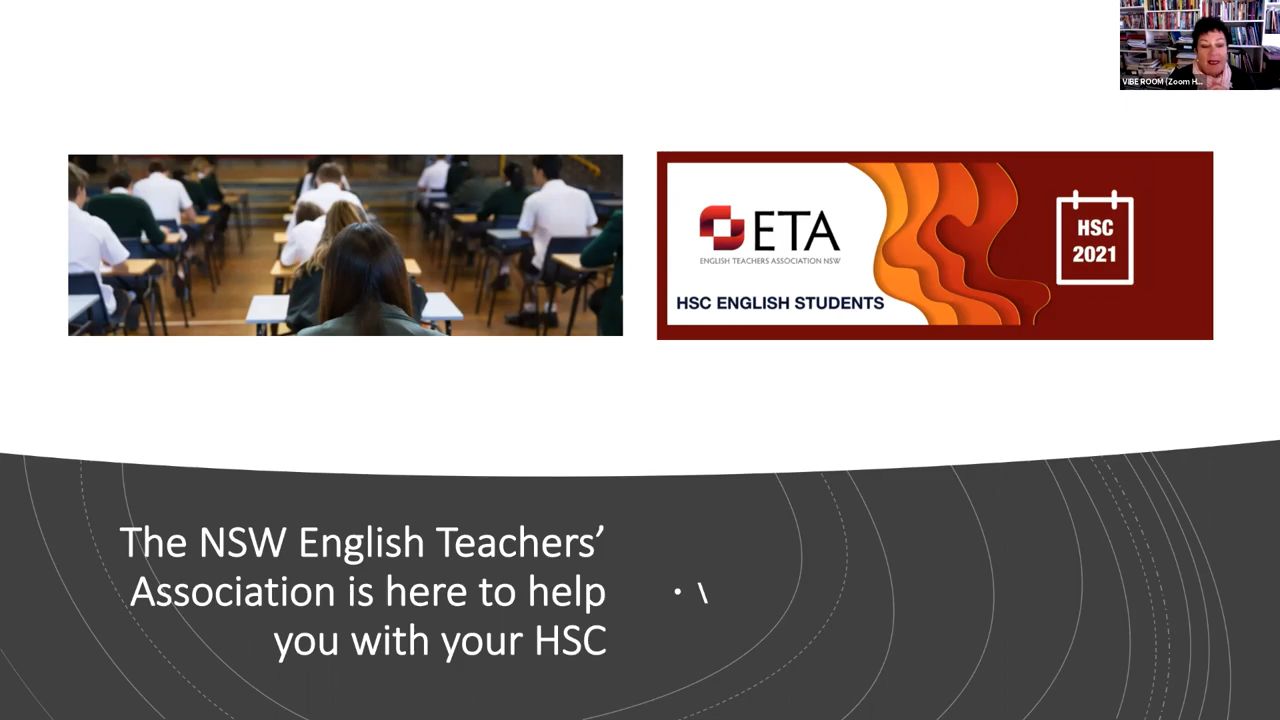 VIBE ROOM (Zoom H...
ETA
ENGLISH TEACHERS ASSOCIATION NSW
HSC ENGLISH STUDENTS
HSC
2021
The NSW English Teachers’
Association is here to help
you with your HSC
• \